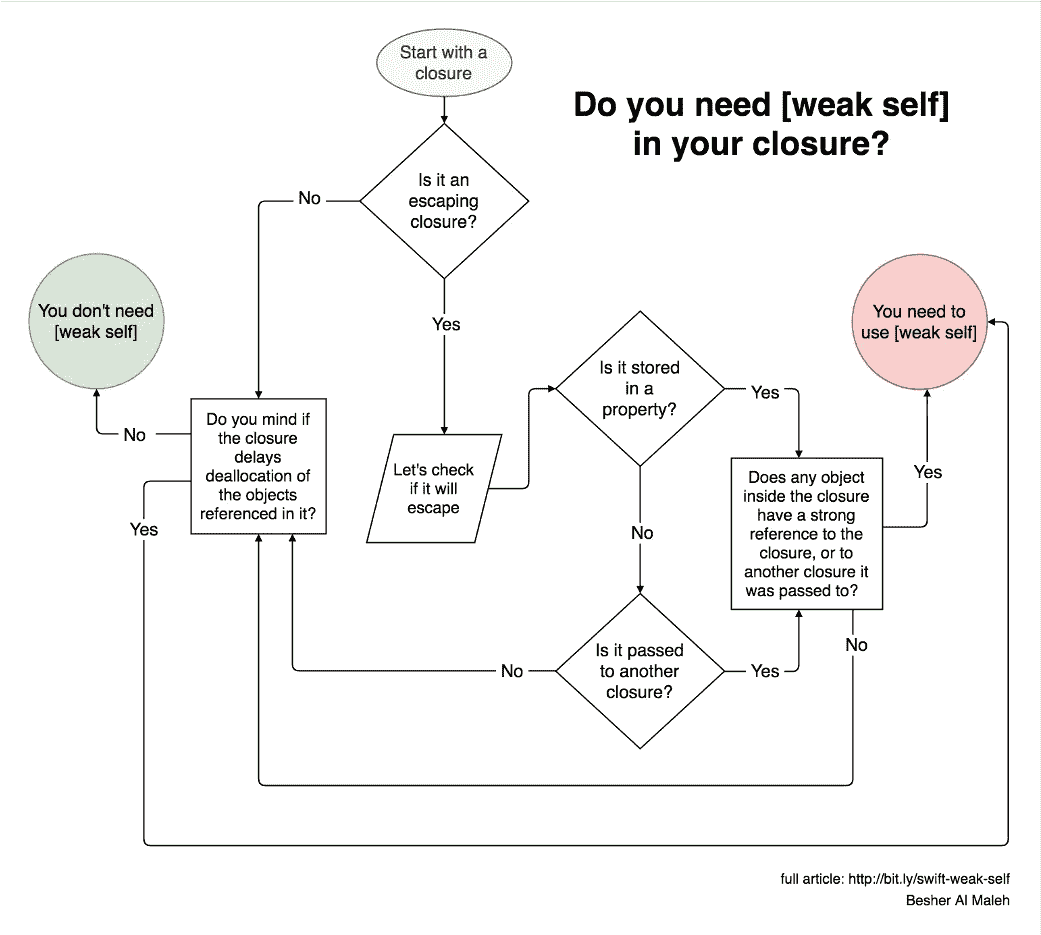 Start with a
closure
Do you need [weak self]
in your closure?
Is it an
escaping
closure?
No
Yes
You don't need
[weak self]
You need to
use [weak self]
Is it stored
in a
property?
Yes
Do you mind if
the closure
delays
deallocation of
the objects
referenced in it?
No
Yes
Let's check
if it will
escape
Does any object
inside the closure
have a strong
reference to the
closure, or to
another closure it
was passed to?
Yes
No
No
Is it passed
to another
closure?
No
Yes
full article: http://bit.ly/swift-weak-self
Besher Al Maleh